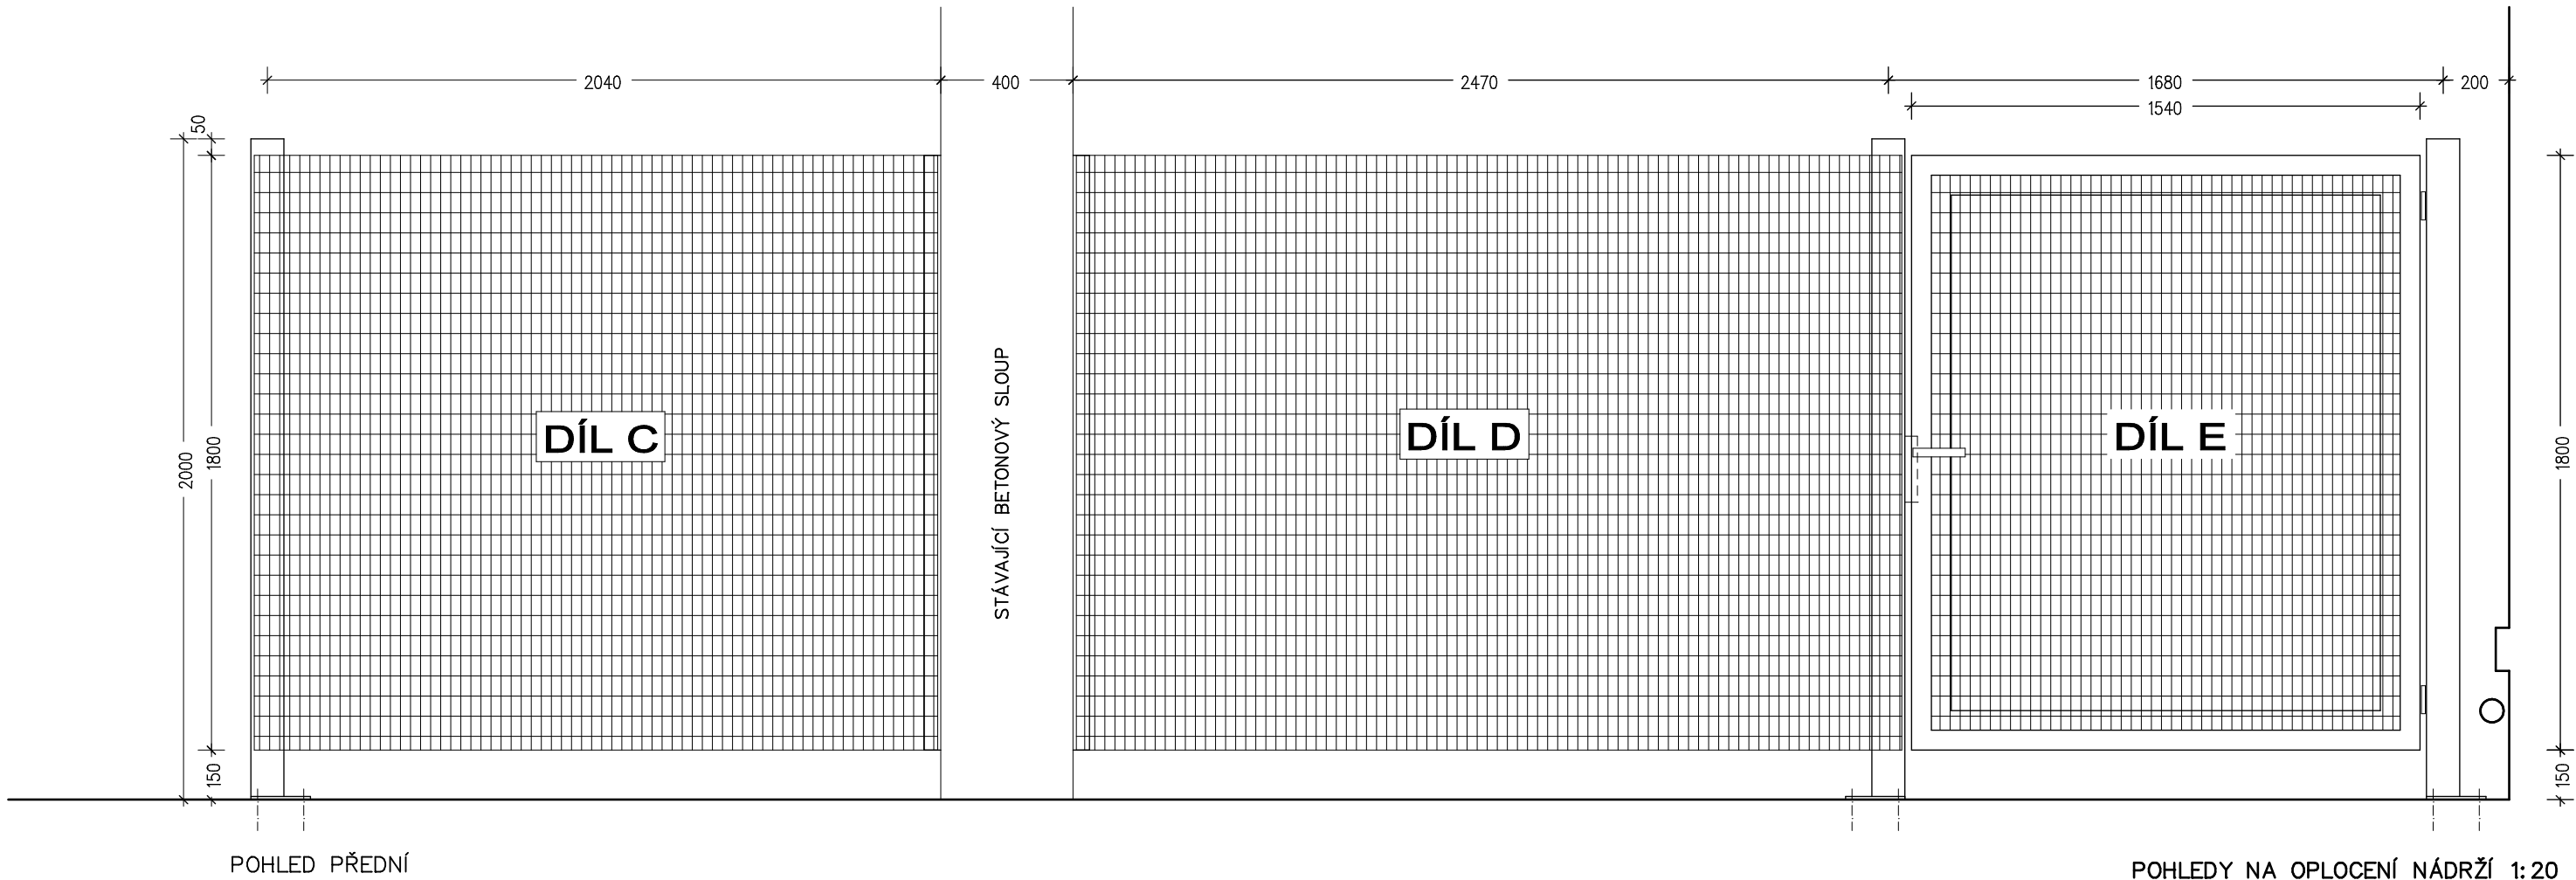 2040
400
2470
1680
200
1540
50
2000
1800
150
DÍL C
STÁVAJÍCÍ BETONOVÝ SLOUP
DÍL D
DÍL E
1800
150
POHLED PŘEDNÍ
POHLEDY NA OPLOCENÍ NÁDRŽÍ 1:20